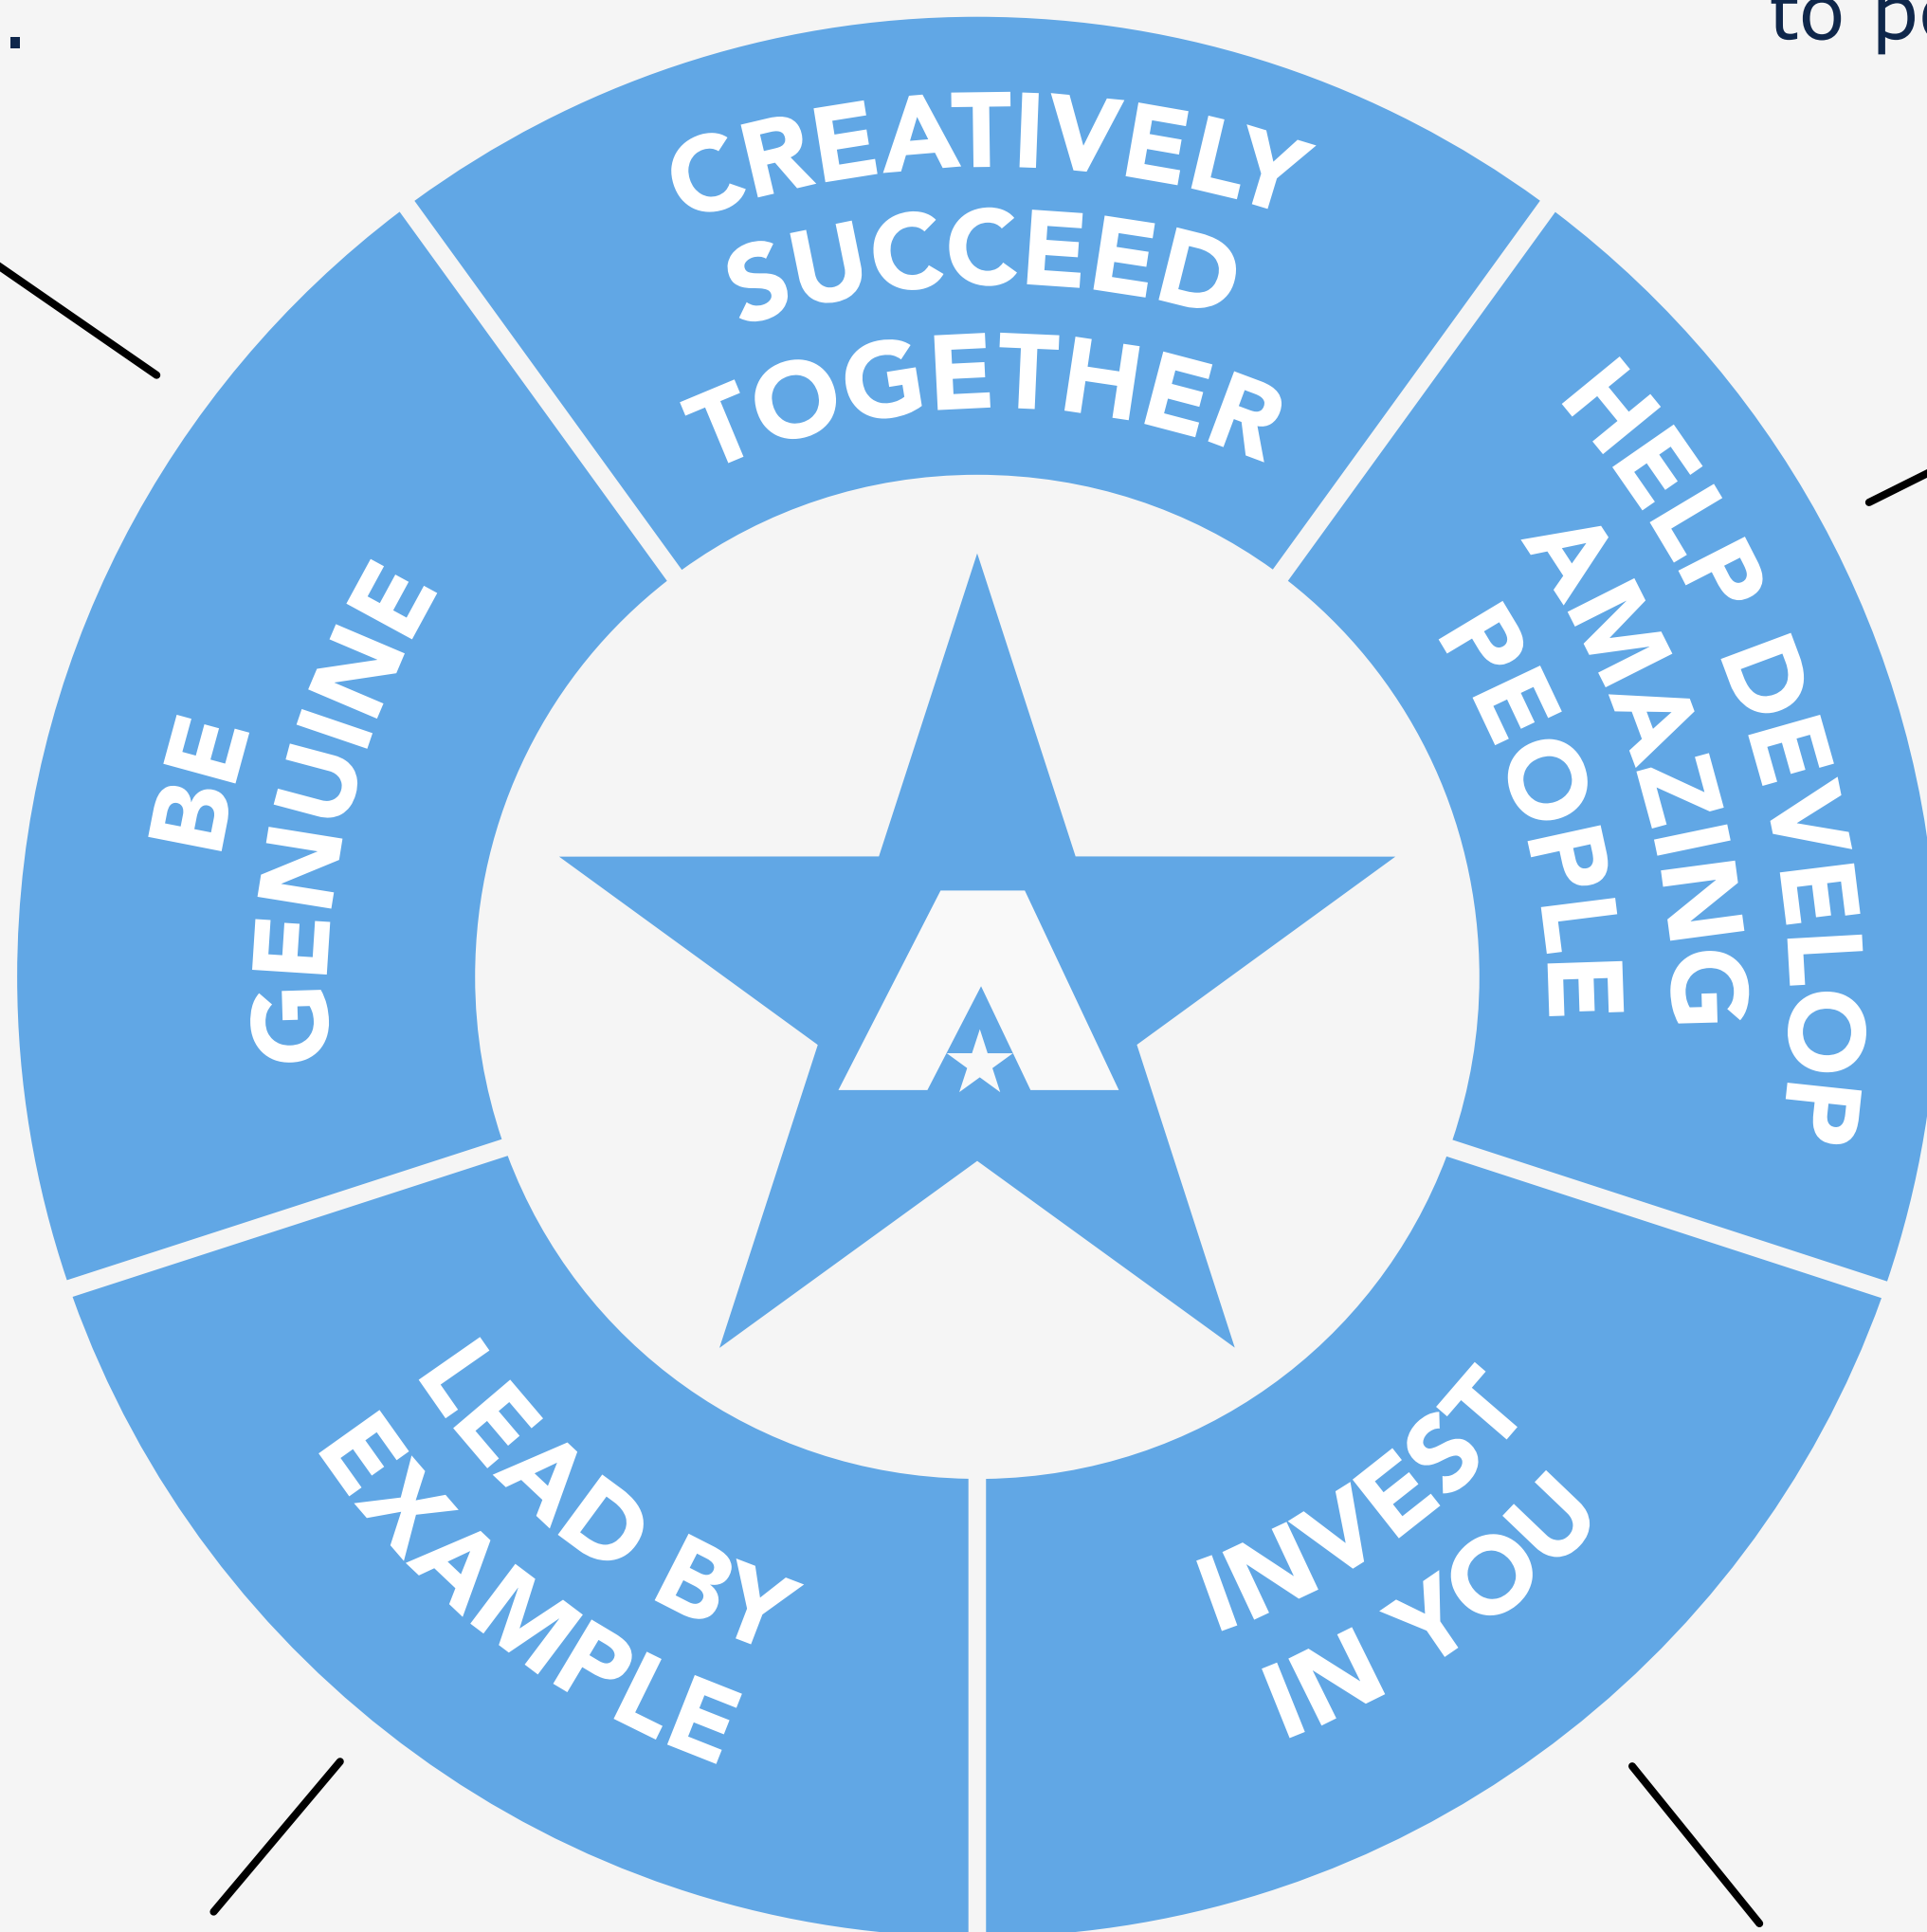 .
to
CREATIVELY
SUCCEED
TOGETHER
HELP DEVELOP
AMAZING
PEOPLE
INVEST
IN YOU
LEAD BY
EXAMPLE
BE
GENUINE
A